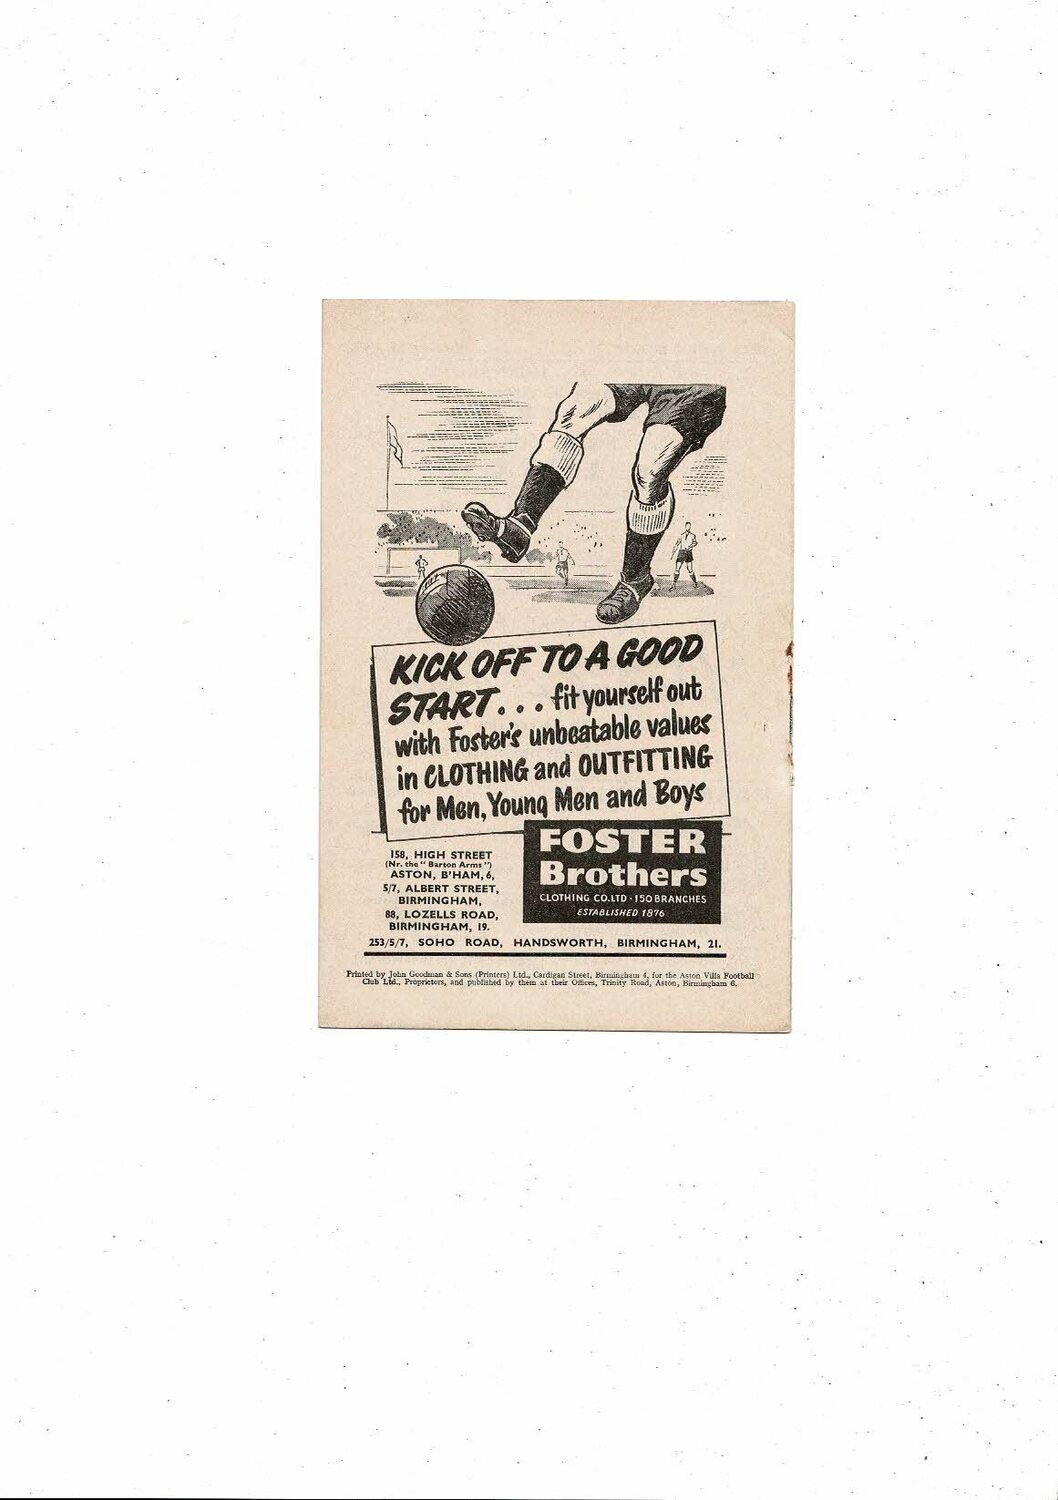 KICK OFF TO A GOOD
START... fit yourself out
with Foster's unbeatable values
in CLOTHING and OUTFITTING
for Men, Young Men and Boys
FOSTER
Brothers
CLOTHING CO.LTD · 150 BRANCHES
ESTABLISHED 1876
158, HIGH STREET
(Nr. the "Barton Arms")
ASTON, B'HAM, 6,
5/7, ALBERT STREET,
BIRMINGHAM,
88, LOZELLS ROAD,
BIRMINGHAM, 19.
253/5/7, SOHO ROAD, HANDSWORTH, BIRMINGHAM, 21.
Printed by John Goodman & Sons (Printers) Ltd., Cardigan Street, Birmingham 4, for the Aston Villa Football
Club Ltd., Proprietors, and published by them at their Offices, Trinity Road, Aston, Birmingham 6.